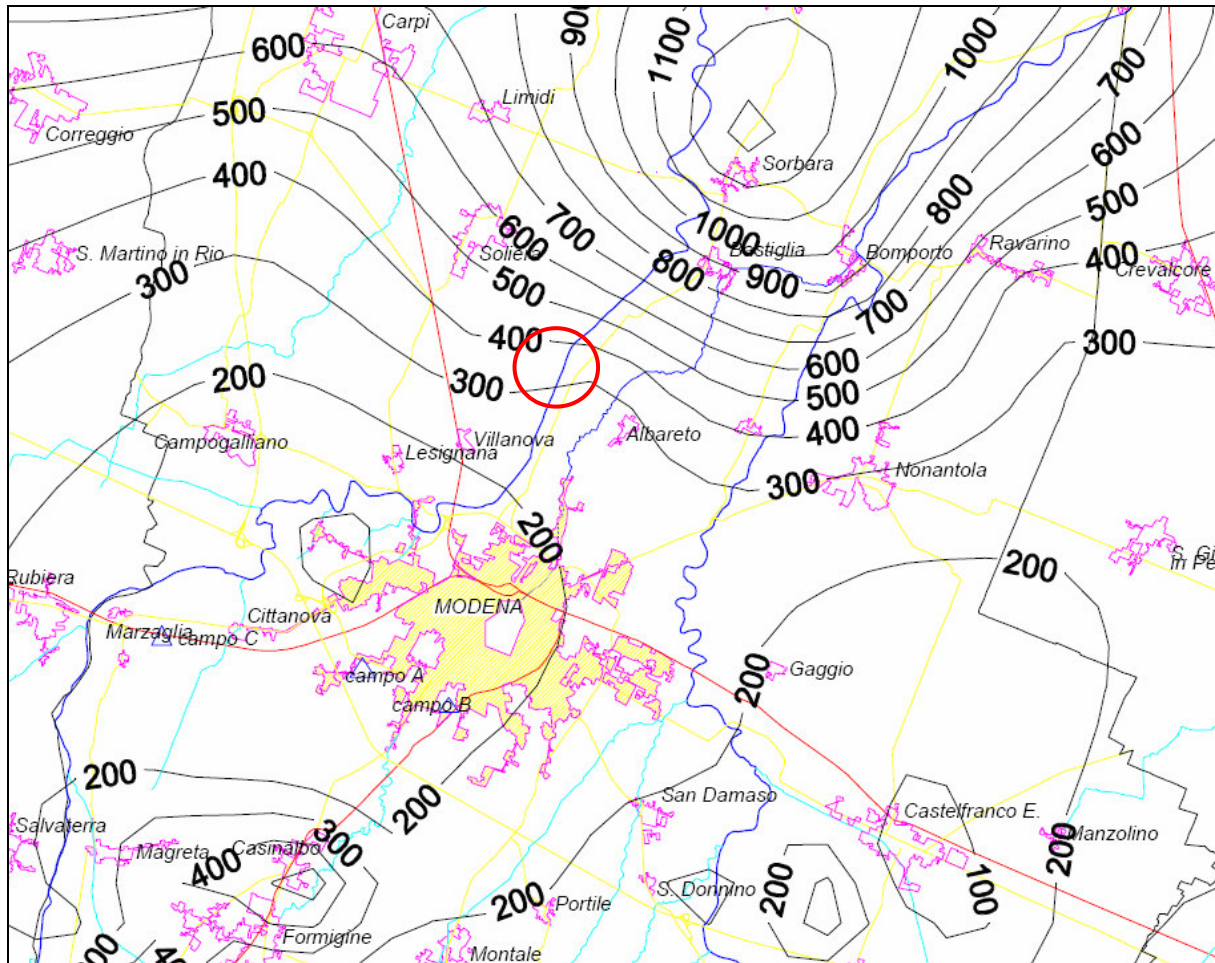 Carpi
900
1100
1000
600
700
Limidi
500
Correggio
600
Sorbara
400
500
800
700
600
1000
S. Martino in Rio
Soliera
Bastiglia
Bomporto
Ravarino
400
Crevalcore
300
500
800
900
700
400
300
600
200
300
500
Campogalliano
Villanova
Albareto
400
Lesignana
Nonantola
300
200
200
Rubiera
MODENA
Cittanova
Marzaglia
campo C
200
Gaggio
campo A
campo B
200
200
San Damaso
Castelfranco E.
Salvaterra
Manzolino
300
200
Magreta
Casinalbo
400
S. Donnino
200
100
200
Portile
Formigine
Montale